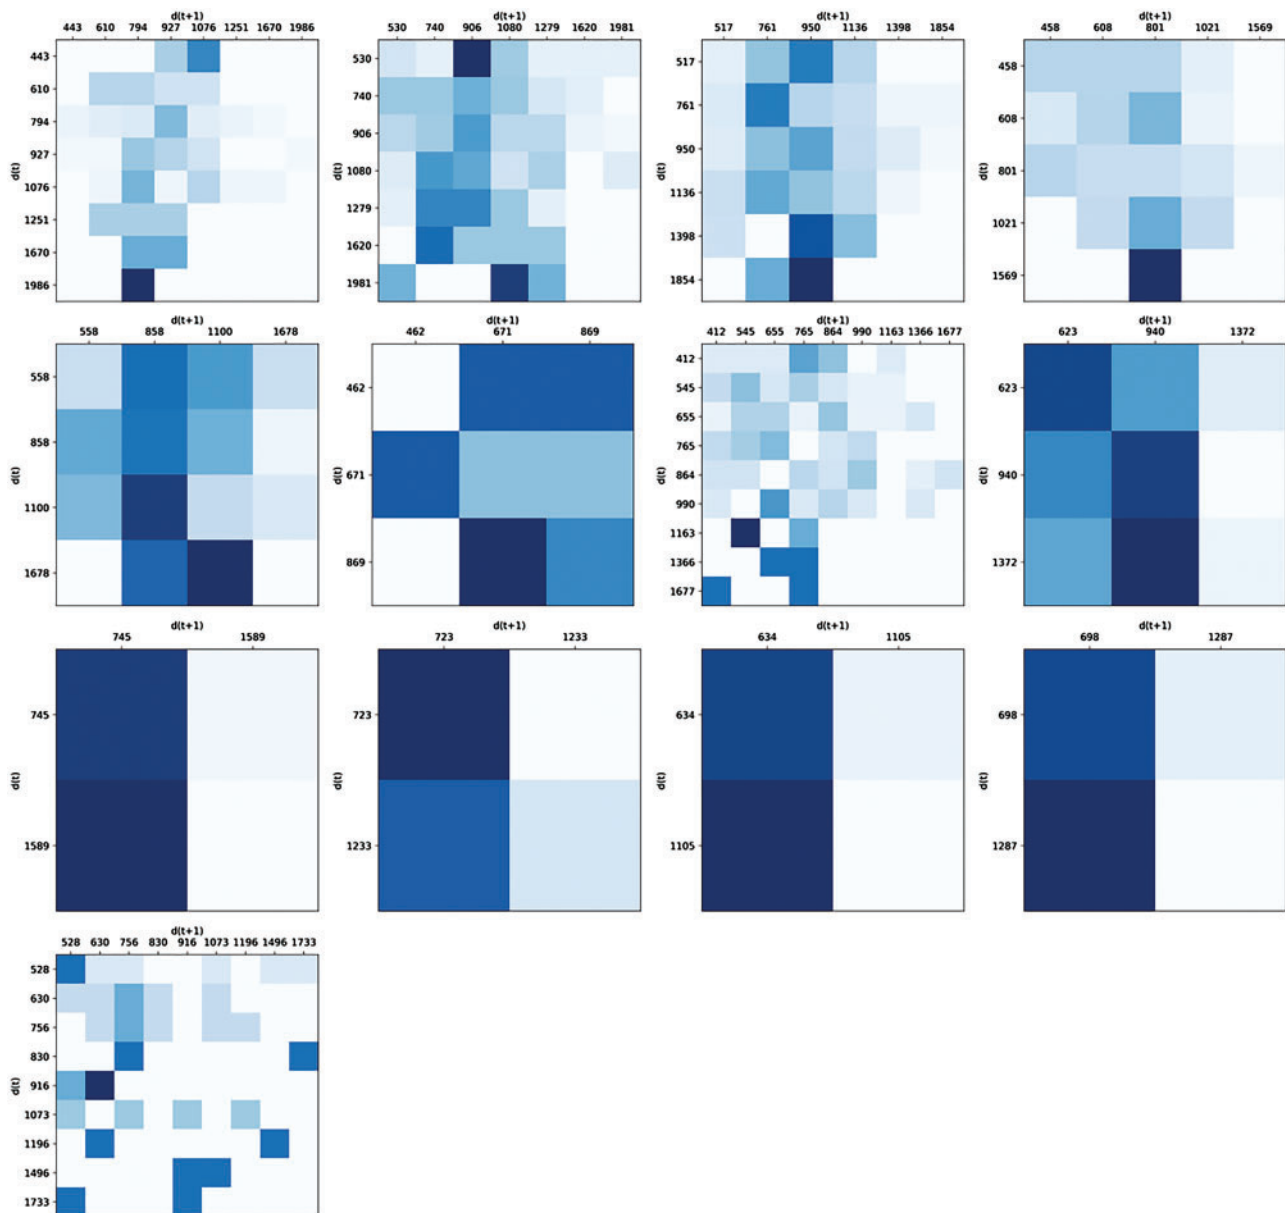 d(t+1) d(t+1) d(t+1) d(t+1)
443 610 794 927 1076 1251 1670 1986 530 740 906 1080 1279 1620 1981 517 761 950 1136 1398 1854 458 608 801 1021 1569
d(t) 443 610 794 927 1076 1251 1670 1986
d(t) 530 740 906 1080 1279 1620 1981
d(t) 517 761 950 1136 1398 1854
d(t) 458 608 801 1021 1569
d(t+1) d(t+1) d(t+1) d(t+1)
558 858 1100 1678 462 671 869 412 545 655 765 864 990 1163 1366 1677 623 940 1372
d(t) 558 858 1100 1678
d(t) 462 671 869
d(t) 412 545 655 765 864 990 1163 1366 1677
d(t) 623 940 1372
d(t+1) d(t+1) d(t+1) d(t+1)
745 1589 723 1233 634 1105 698 1287
d(t) 745 1589
d(t) 723 1233
d(t) 634 1105
d(t) 698 1287
d(t+1)
528 630 756 830 916 1073 1196 1496 1733
d(t) 528 630 756 830 916 1073 1196 1496 1733